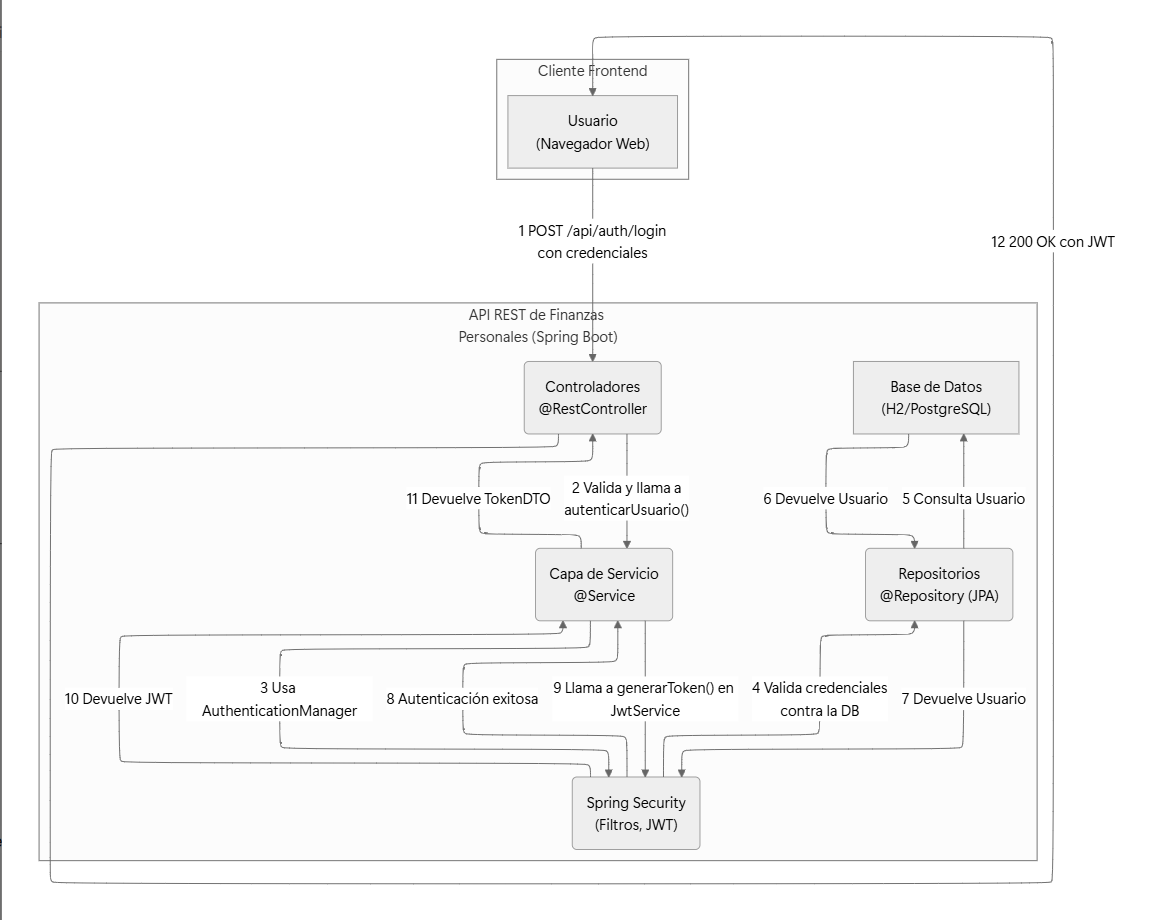 Cliente Frontend
Usuario
(Navegador Web)
1 POST /api/auth/login
con credenciales
12 200 OK con JWT
API REST de Finanzas
Personales (Spring Boot)
Controladores
@RestController
Base de Datos
(H2/PostgreSQL)
11 Devuelve TokenDTO
2 Valida y llama a
autenticarUsuario()
6 Devuelve Usuario
5 Consulta Usuario
Capa de Servicio
@Service
Repositorios
@Repository (JPA)
10 Devuelve JWT
3 Usa
AuthenticationManager
8 Autenticación exitosa
9 Llama a generarToken() en
JwtService
4 Valida credenciales
contra la DB
7 Devuelve Usuario
Spring Security
(Filtros, JWT)